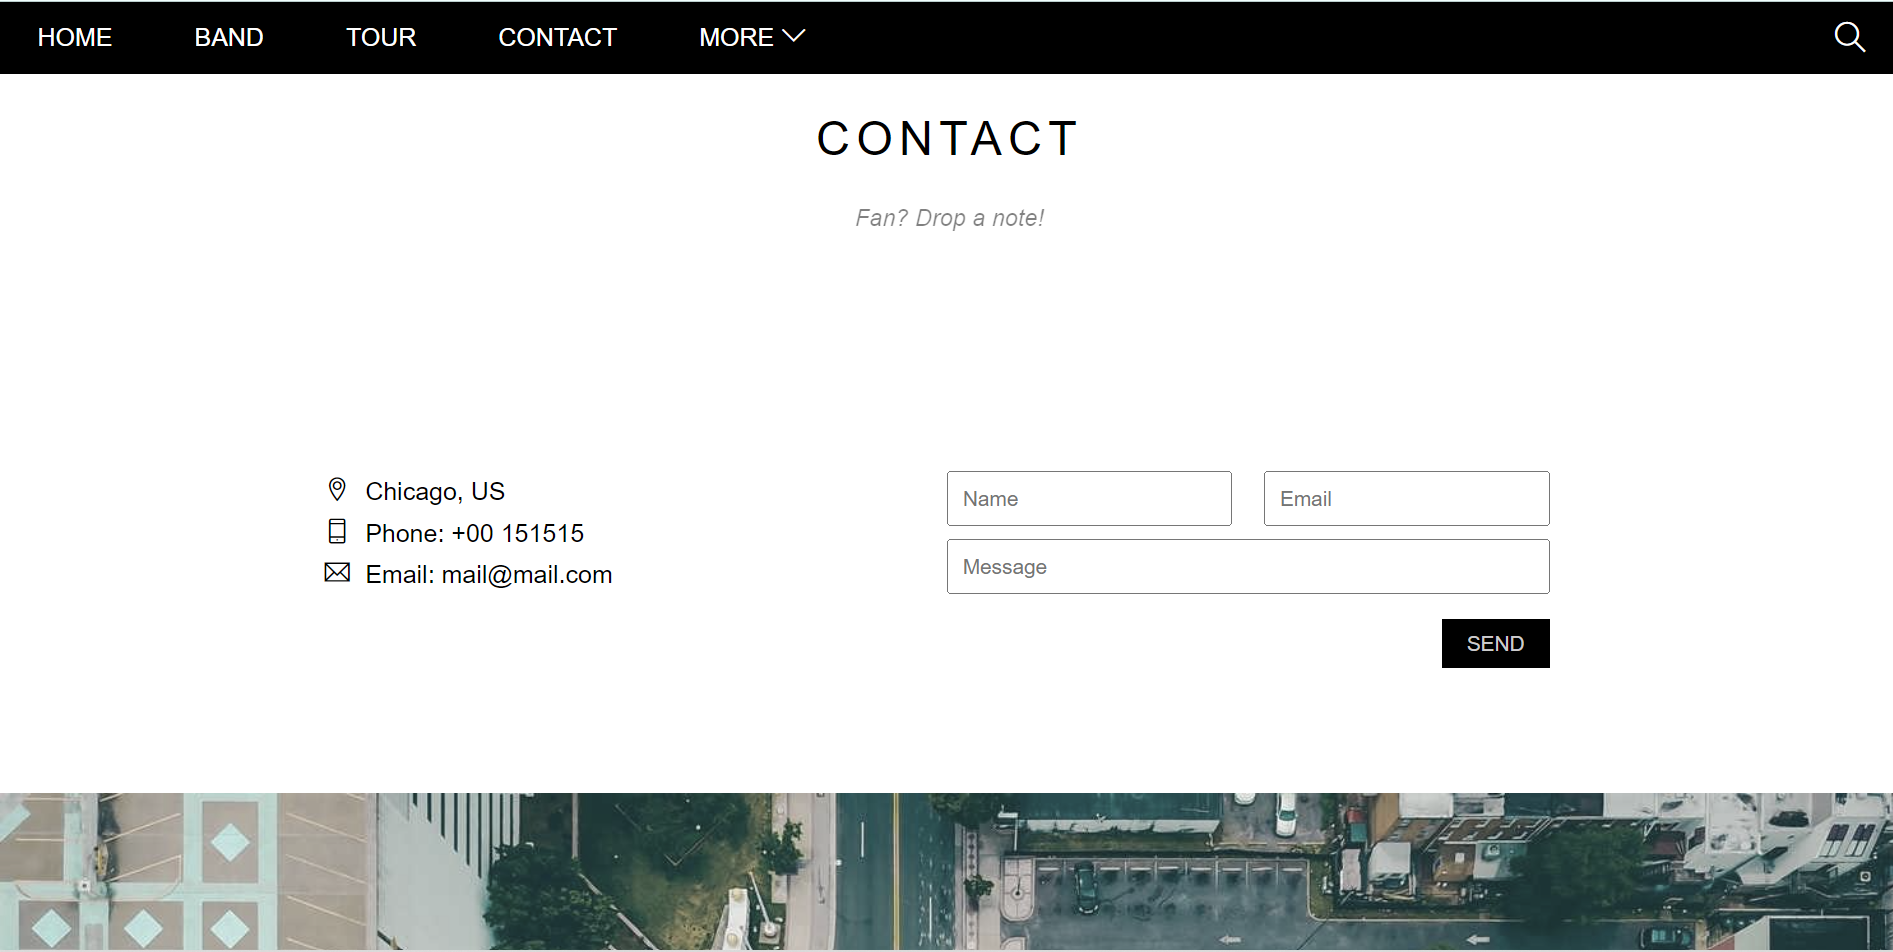 HOME BAND TOUR CONTACT MORE
CONTACT
Fan? Drop a note!
Chicago, US
Phone: +00 151515
Email: mail@mail.com
Name Email
Message
SEND